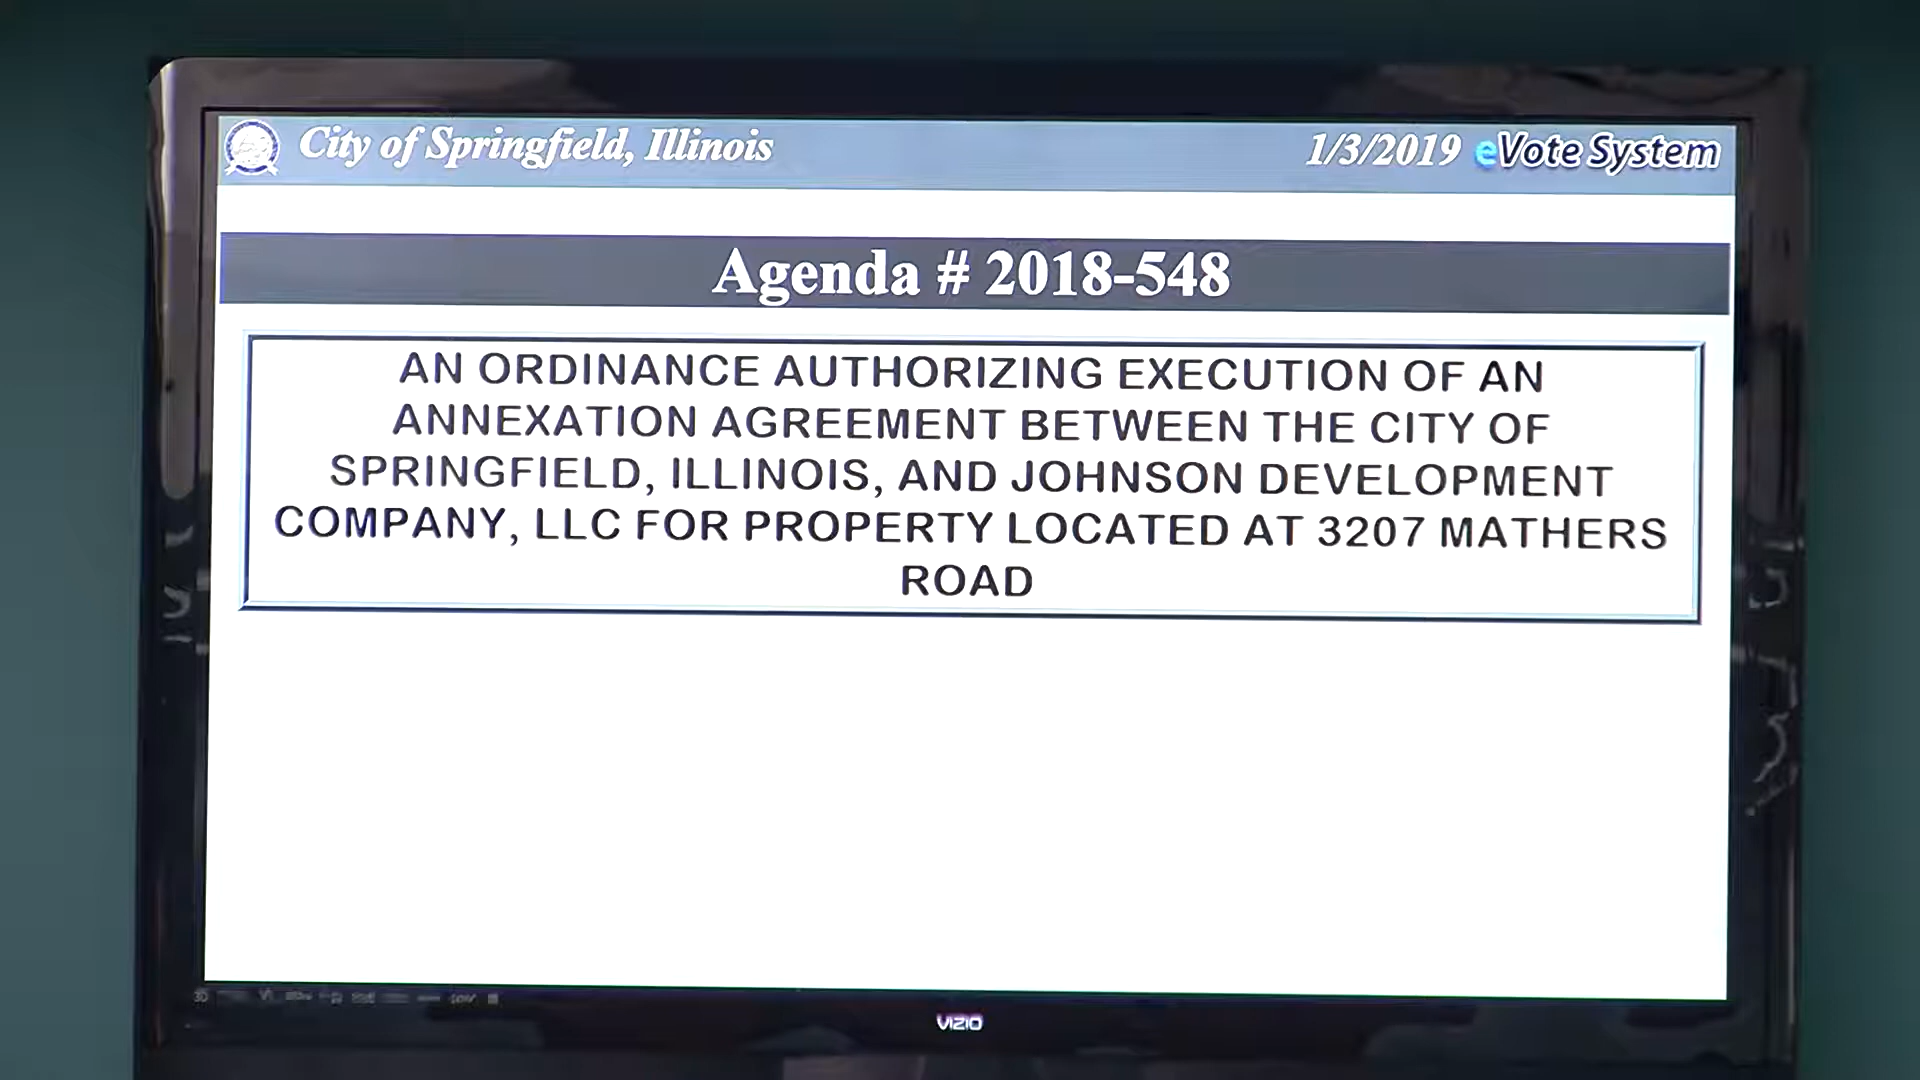 City of Springfield, Illinois
1/3/2019 eVote System
Agenda # 2018-548
AN ORDINANCE AUTHORIZING EXECUTION OF AN
ANNEXATION AGREEMENT BETWEEN THE CITY OF
SPRINGFIELD, ILLINOIS, AND JOHNSON DEVELOPMENT
COMPANY, LLC FOR PROPERTY LOCATED AT 3207 MATHERS
ROAD
VIZIO